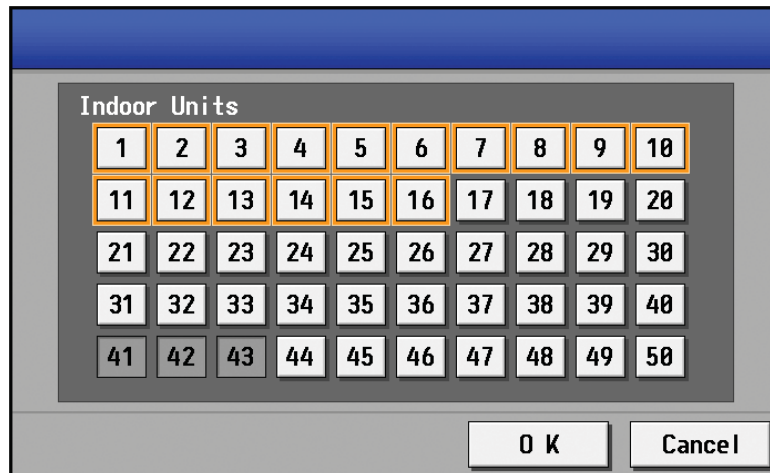 Indoor Units
1 2 3 4 5 6 7 8 9 10
11 12 13 14 15 16 17 18 19 20
21 22 23 24 25 26 27 28 29 30
31 32 33 34 35 36 37 38 39 40
41 42 43 44 45 46 47 48 49 50
OK Cancel